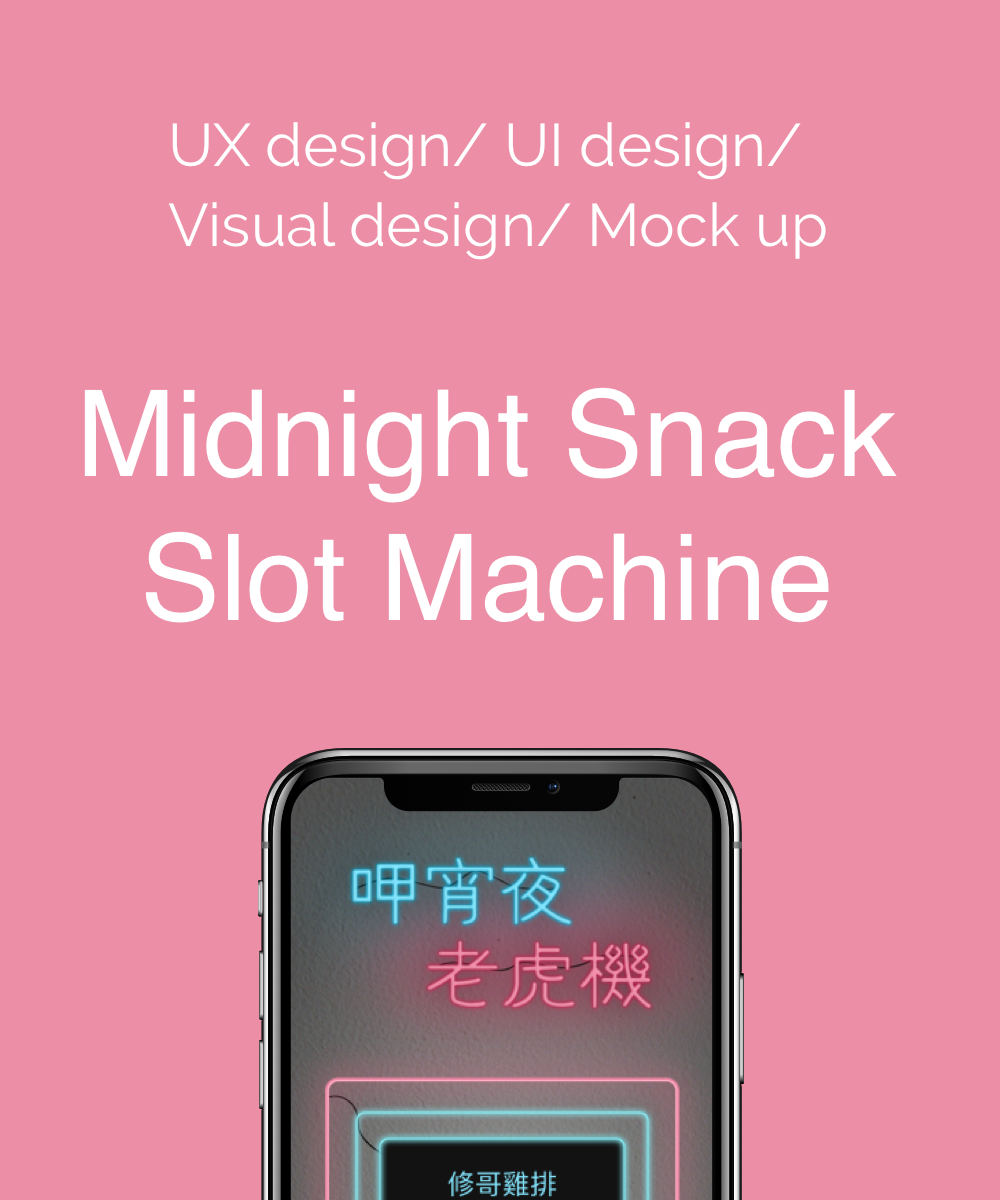 UX design/ UI design/
Visual design/ Mock up
Midnight Snack
Slot Machine
呷宵夜
老虎機
修哥雞排